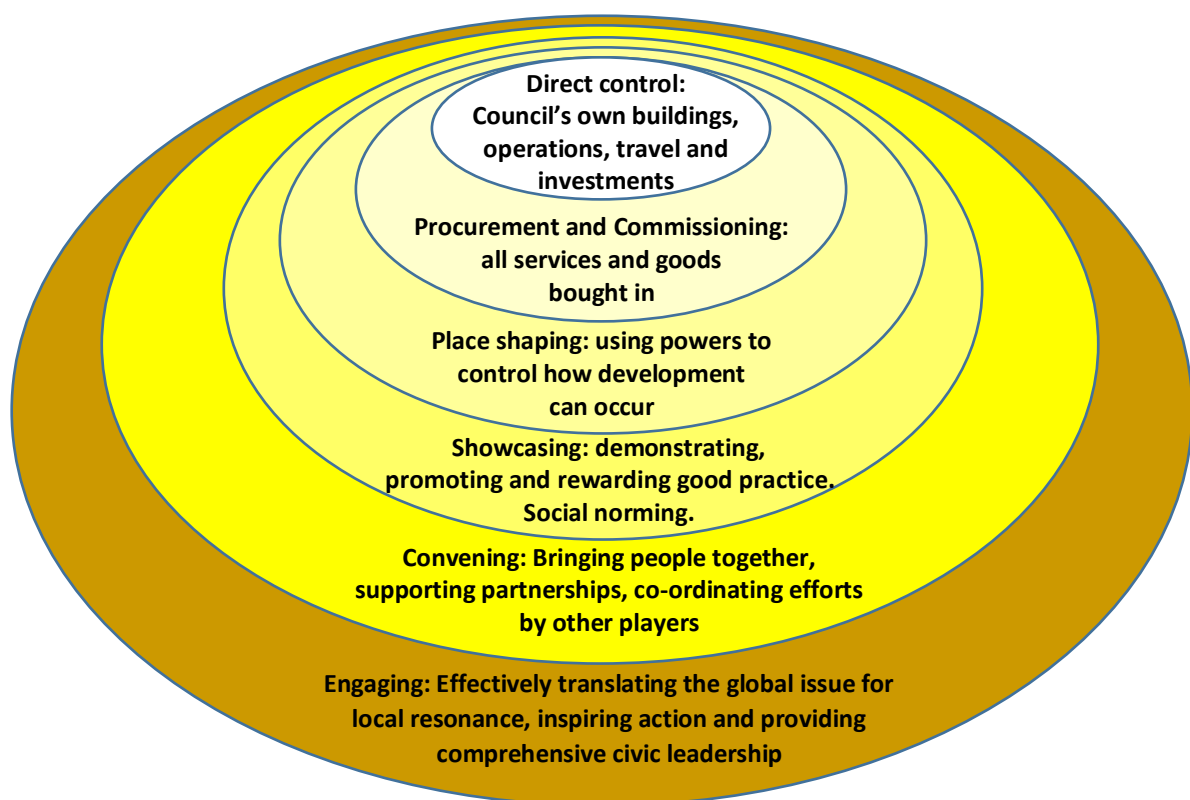 Direct control:
Council’s own buildings,
operations, travel and
investments
Procurement and Commissioning:
all services and goods
bought in
Place shaping: using powers to
control how development
can occur
Showcasing: demonstrating,
promoting and rewarding good practice.
Social norming.
Convening: Bringing people together,
supporting partnerships, co-ordinating efforts
by other players
Engaging: Effectively translating the global issue for
local resonance, inspiring action and providing
comprehensive civic leadership